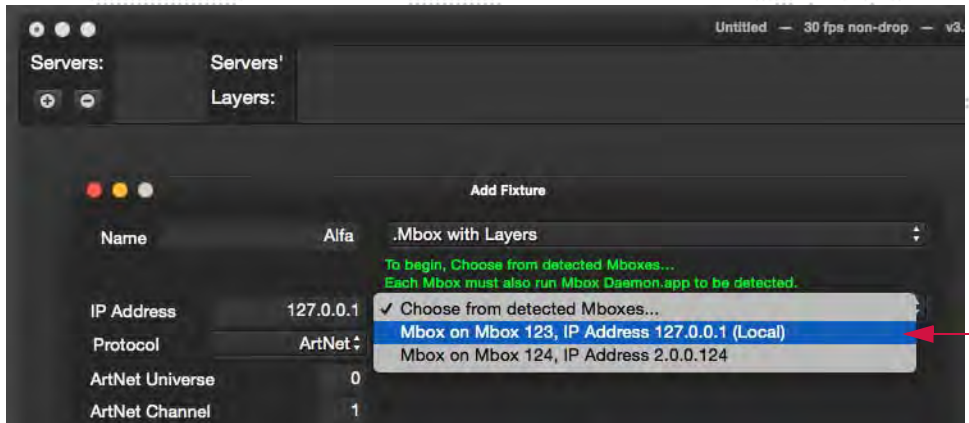 Untitled — 30 fps non-drop — v3.
Servers:
Servers'
Layers:
Add Fixture
Name Alfa .Mbox with Layers
To begin, Choose from detected Mboxes...
Each Mbox must also run Mbox Daemon.app to be detected.
IP Address 127.0.0.1 ✓ Choose from detected Mboxes...
Mbox on Mbox 123, IP Address 127.0.0.1 (Local)
Protocol ArtNet
Mbox on Mbox 124, IP Address 2.0.0.124
ArtNet Universe 0
ArtNet Channel 1